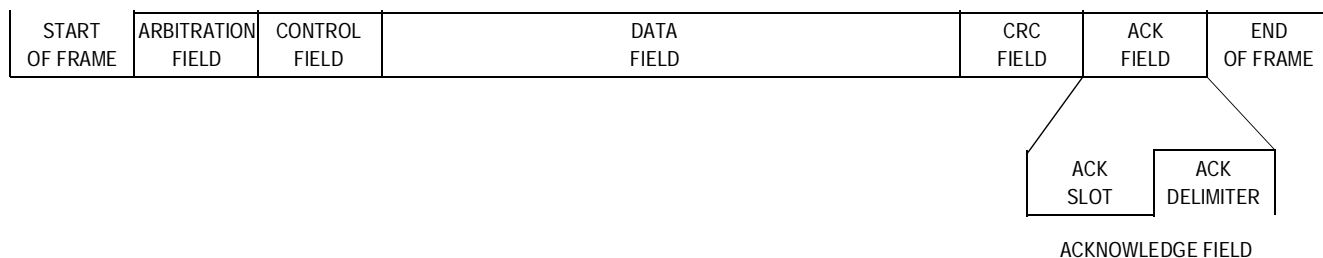 START
OF FRAME
ARBITRATION
FIELD
CONTROL
FIELD
DATA
FIELD
CRC
FIELD
ACK
FIELD
END
OF FRAME
ACK
SLOT
ACK
DELIMITER
ACKNOWLEDGE FIELD